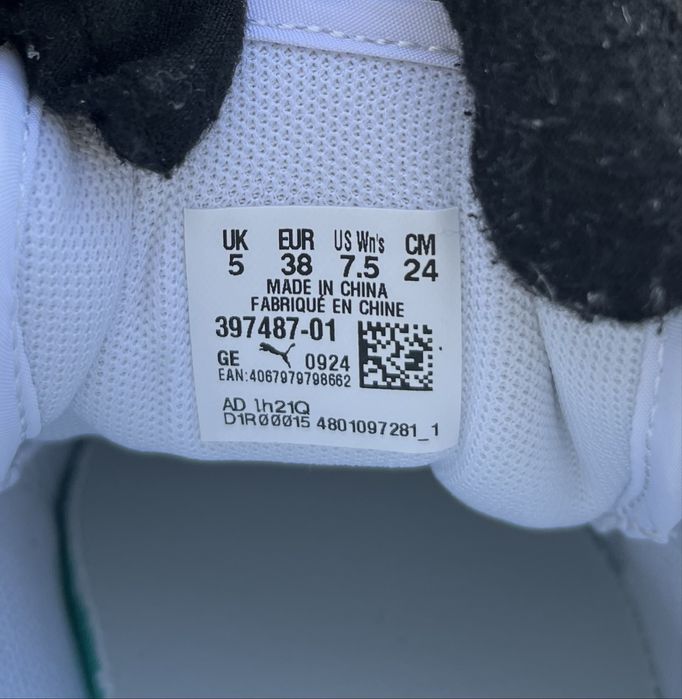 UK EUR US Wn's CM
5 38 7.5 24
MADE IN CHINA
FABRIQUÉ EN CHINE
397487-01
GE 0924
EAN:4067979798662
AD 1h21Q
D1R00015 4801097281_1